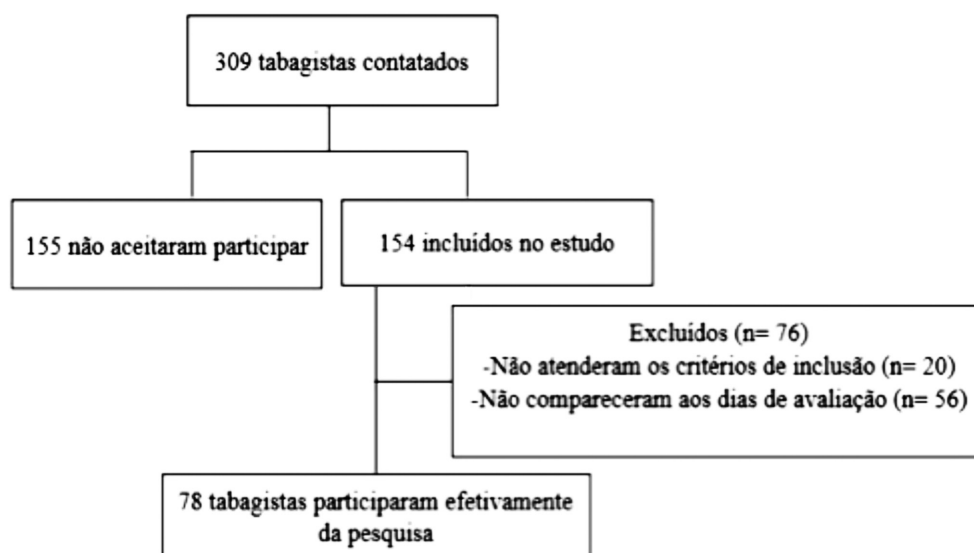 309 tabagistas contatados
155 não aceitaram participar
154 incluídos no estudo
Excluídos (n= 76)
-Não atenderam os critérios de inclusão (n= 20)
-Não compareceram aos dias de avaliação (n= 56)
78 tabagistas participaram efetivamente
da pesquisa